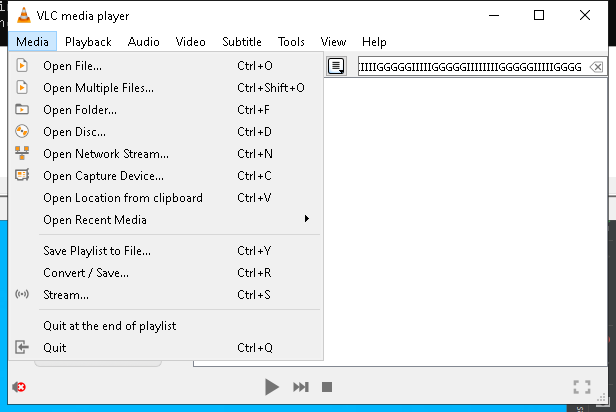 VLC media player
Media Playback Audio Video Subtitle Tools View Help
IIIIGGGGGIIIIIGGGGGIIIIIIIIGGGGGIIIIIGGGG
Open File... Ctrl+O
Open Multiple Files... Ctrl+Shift+O
Open Folder... Ctrl+F
Open Disc... Ctrl+D
Open Network Stream... Ctrl+N
Open Capture Device... Ctrl+C
Open Location from clipboard Ctrl+V
Open Recent Media
Save Playlist to File... Ctrl+Y
Convert / Save... Ctrl+R
Stream... Ctrl+S
Quit at the end of playlist
Quit Ctrl+Q